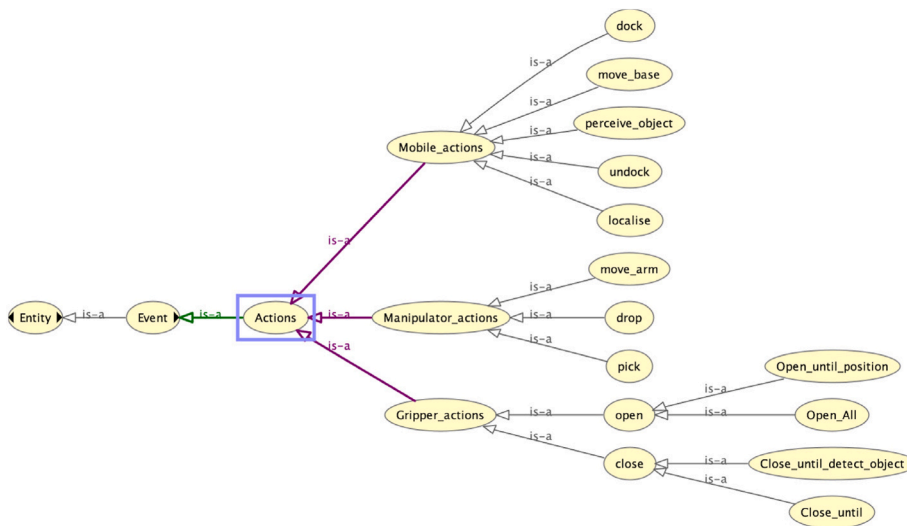 dock
is-a
move_base
is-a
perceive_object
is-a
Mobile_actions
is-a
undock
is-a
localise
is-a
move_arm
is-a
Entity
is-a
Event
is-a
Actions
is-a
Manipulator_actions
is-a
drop
is-a
is-a
pick
Open_until_position
is-a
Gripper_actions
is-a
open
is-a
Open_All
is-a
close
is-a
Close_until_detect_object
is-a
Close_until